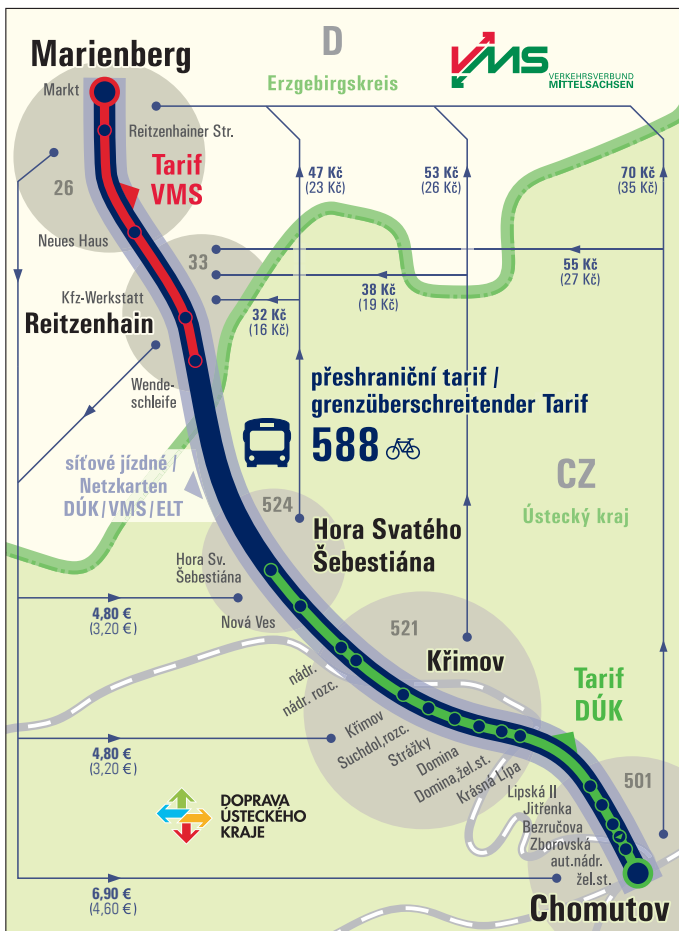 Marienberg
D
Erzgebirgskreis
VMS
VERKEHRSVERBUND
MITTELSACHSEN
Markt
Reitzenhainer Str.
Tarif
VMS
26
47 Kč
(23 Kč)
53 Kč
(26 Kč)
70 Kč
(35 Kč)
Neues Haus
33
55 Kč
(27 Kč)
38 Kč
(19 Kč)
32 Kč
(16 Kč)
Kfz-Werkstatt
Reitzenhain
Wende-
schleife
přeshraniční tarif /
grenzüberschreitender Tarif
588
síťové jízdné /
Netzkarten
DÚK/VMS/ELT
CZ
Ústecký kraj
524
Hora Svatého
Šebestiána
Hora Sv.
Šebestiána
Nová Ves
4,80 €
(3,20 €)
521
Křimov
nádr.
nádr. rozc.
Křimov
Suchdol,rozc.
Strážky
Domina
Domina,žel.st.
Krásná Lípa
Tarif
DÚK
4,80 €
(3,20 €)
501
Lipská II
Jitřenka
Bezručova
Zborovská
aut.nádr.
žel.st.
DOPRAVA
ÚSTECKÉHO
KRAJE
6,90 €
(4,60 €)
Chomutov